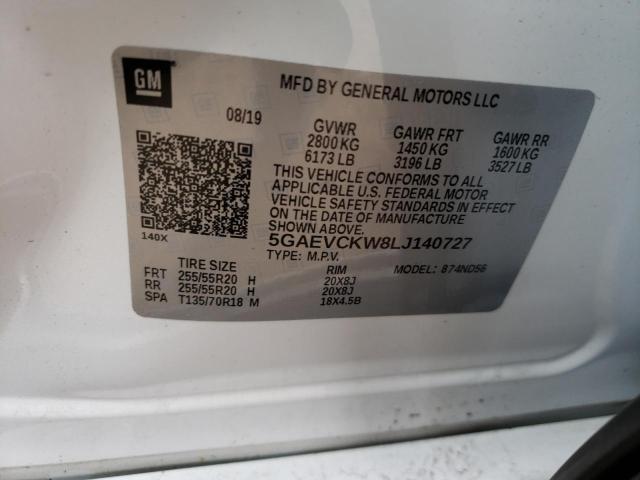 GM
MFD BY GENERAL MOTORS LLC
08/19
GVWR GAWR FRT GAWR RR
2800 KG 1450 KG 1600 KG
6173 LB 3196 LB 3527 LB
THIS VEHICLE CONFORMS TO ALL
APPLICABLE U.S. FEDERAL MOTOR
VEHICLE SAFETY STANDARDS IN EFFECT
ON THE DATE OF MANUFACTURE
SHOWN ABOVE.
140X
5GAEVCKW8LJ140727
TYPE: M.P.V. MODEL: 874ND56
TIRE SIZE RIM
FRT 255/55R20 H 20X8J
RR 255/55R20 H 20X8J
SPA T135/70R18 M 18X4.5B